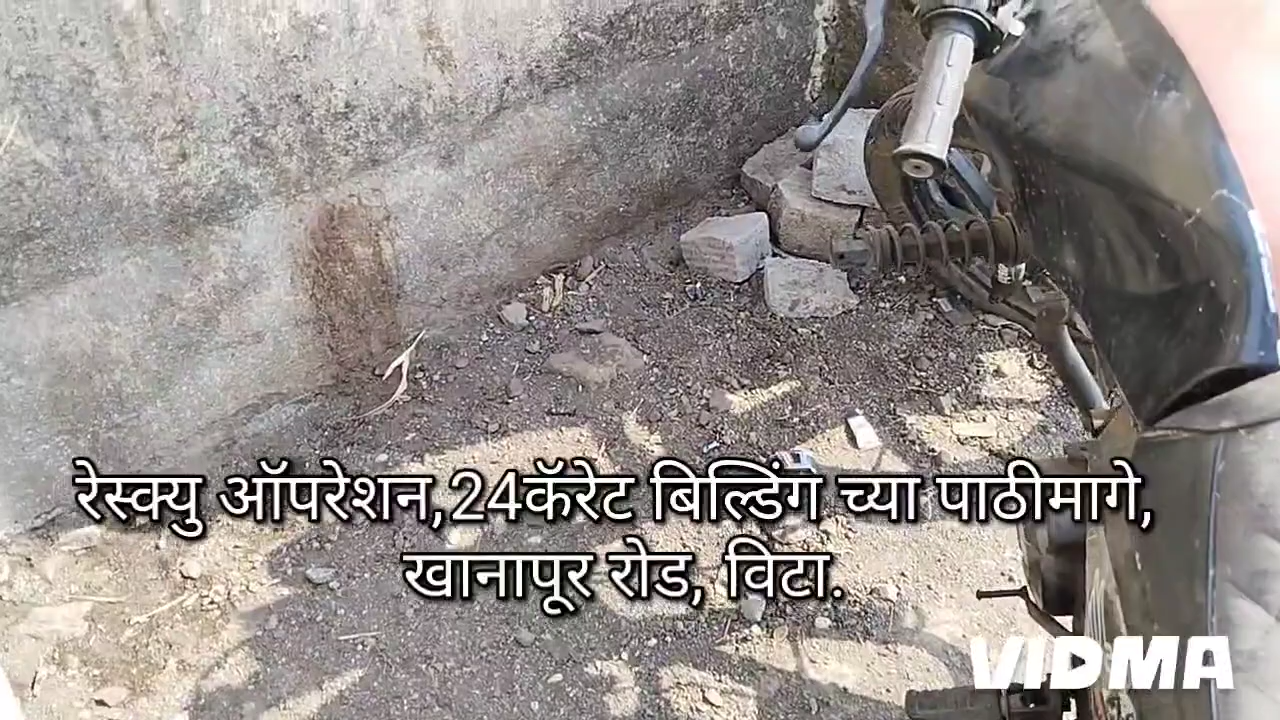 रेस्क्यु ऑपरेशन,24कॅरेट बिल्डिंग च्या पाठीमागे,
खानापूर रोड, विटा.
VIDMA